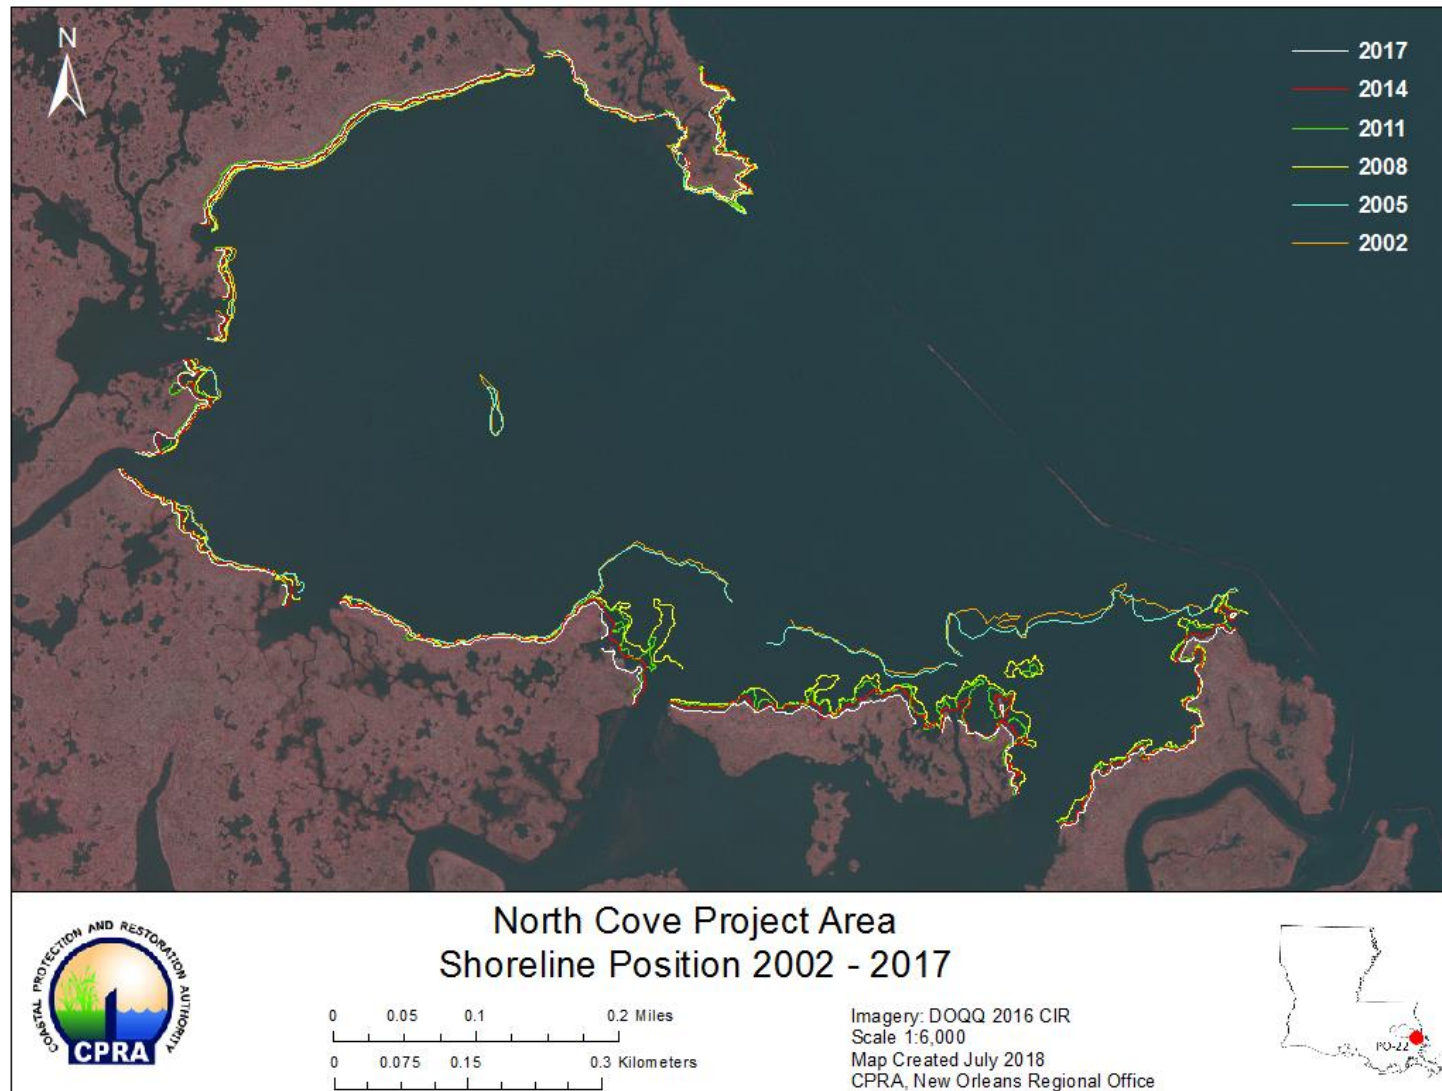 N
2017
2014
2011
2008
2005
2002
North Cove Project Area
Shoreline Position 2002 - 2017
COASTAL PROTECTION AND RESTORATION AUTHORITY
CPRA
0 0.05 0.1 0.2 Miles
0 0.075 0.15 0.3 Kilometers
Imagery: DOQQ 2016 CIR
Scale 1:6,000
Map Created July 2018
CPRA, New Orleans Regional Office
PO-22